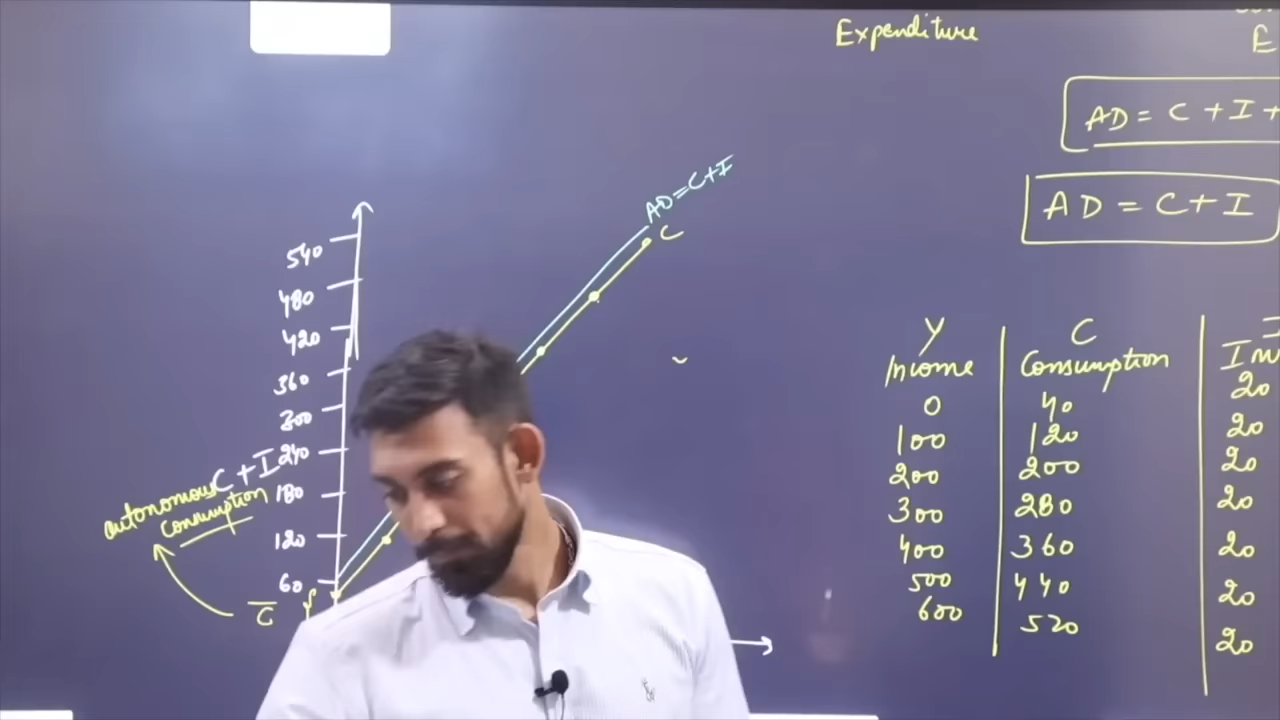 Expenditure
E
AD = C + I +
AD = C + I
AD = C+I
C
540
480
420
360
300
240
180
120
60
C + I
autonomous
consumption
C̅
Y C
Income Consumption
0 40 20
100 120 20
200 200 20
300 280 20
400 360 20
500 440 20
600 520 20